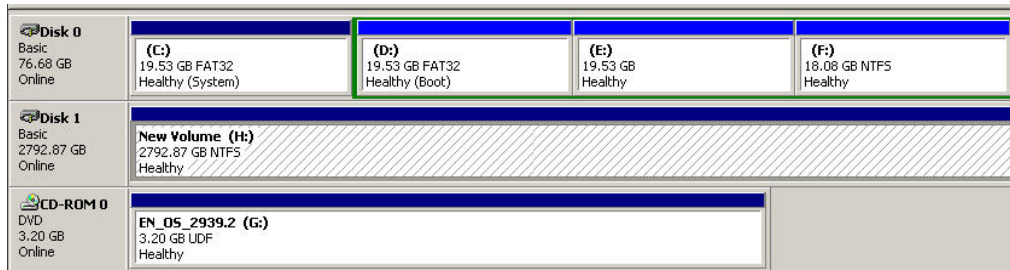 Disk 0
Basic
76.68 GB
Online
(C:)
19.53 GB FAT32
Healthy (System)
(D:)
19.53 GB FAT32
Healthy (Boot)
(E:)
19.53 GB
Healthy
(F:)
18.08 GB NTFS
Healthy
Disk 1
Basic
2792.87 GB
Online
New Volume (H:)
2792.87 GB NTFS
Healthy
CD-ROM 0
DVD
3.20 GB
Online
EN_OS_2939.2 (G:)
3.20 GB UDF
Healthy